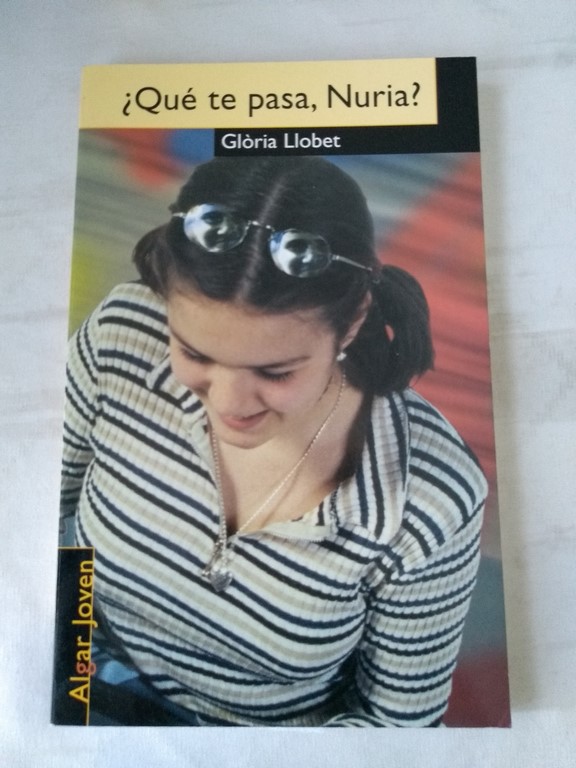 ¿Qué te pasa, Nuria?
Glòria Llobet
Algar Joven